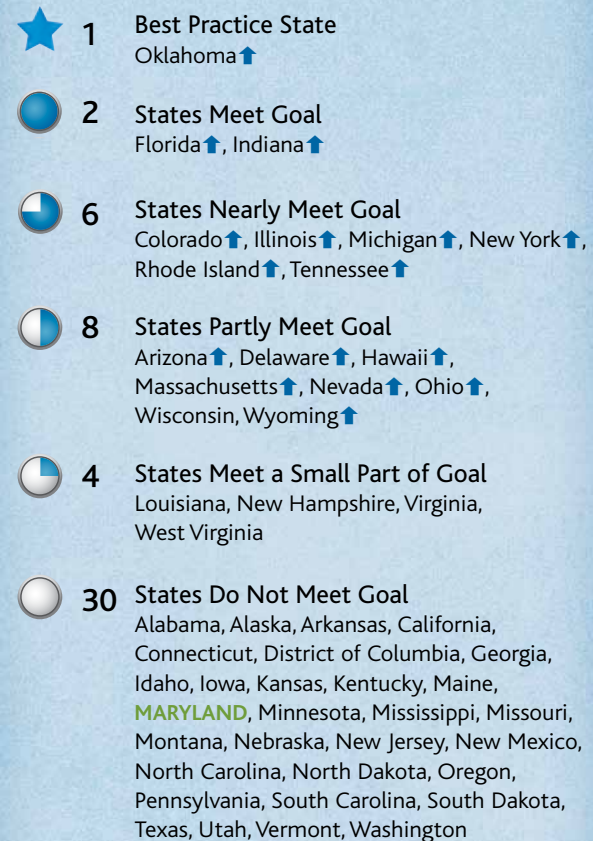 1 Best Practice State
Oklahoma⬆
2 States Meet Goal
Florida⬆, Indiana⬆
6 States Nearly Meet Goal
Colorado⬆, Illinois⬆, Michigan⬆, New York⬆,
Rhode Island⬆, Tennessee⬆
8 States Partly Meet Goal
Arizona⬆, Delaware⬆, Hawaii⬆,
Massachusetts⬆, Nevada⬆, Ohio⬆,
Wisconsin, Wyoming⬆
4 States Meet a Small Part of Goal
Louisiana, New Hampshire, Virginia,
West Virginia
30 States Do Not Meet Goal
Alabama, Alaska, Arkansas, California,
Connecticut, District of Columbia, Georgia,
Idaho, Iowa, Kansas, Kentucky, Maine,
MARYLAND, Minnesota, Mississippi, Missouri,
Montana, Nebraska, New Jersey, New Mexico,
North Carolina, North Dakota, Oregon,
Pennsylvania, South Carolina, South Dakota,
Texas, Utah, Vermont, Washington